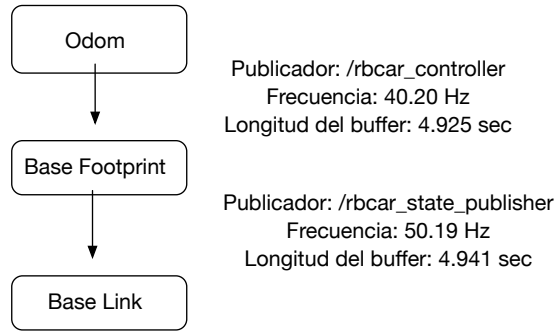 Odom
Publicador: /rbcar_controller
Frecuencia: 40.20 Hz
Longitud del buffer: 4.925 sec
Base Footprint
Publicador: /rbcar_state_publisher
Frecuencia: 50.19 Hz
Longitud del buffer: 4.941 sec
Base Link